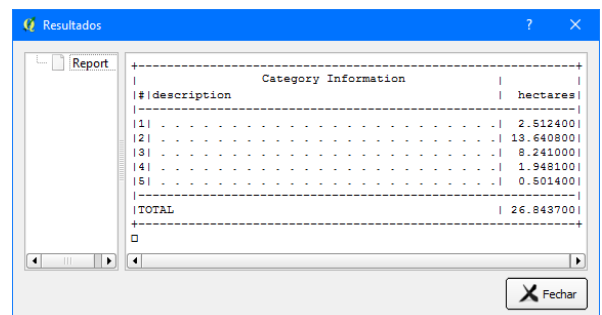 Resultados ? ×
Report
+--------------------------------------------------------------+
| Category Information | |
|#|description | hectares|
|--------------------------------------------------------------|
|1| . . . . . . . . . . . . . . . . . . . . . . . .| 2.512400|
|2| . . . . . . . . . . . . . . . . . . . . . . . .| 13.640800|
|3| . . . . . . . . . . . . . . . . . . . . . . . .| 8.241000|
|4| . . . . . . . . . . . . . . . . . . . . . . . .| 1.948100|
|5| . . . . . . . . . . . . . . . . . . . . . . . .| 0.501400|
|--------------------------------------------------------------|
|TOTAL | 26.843700|
+--------------------------------------------------------------+
Fechar